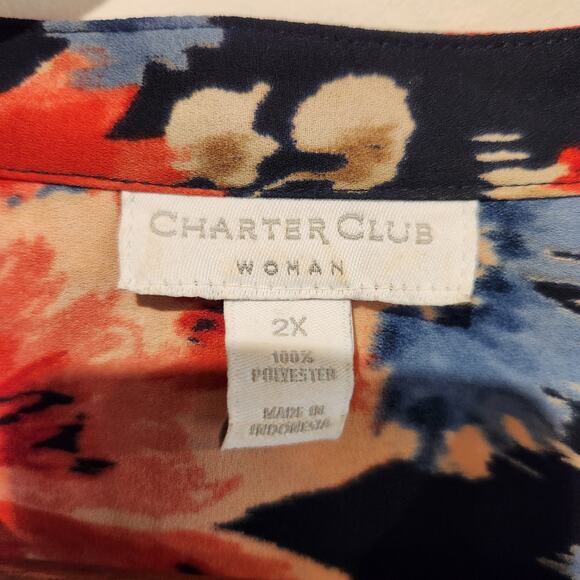 CHARTER CLUB
WOMAN
2X
100%
POLYESTER
MADE IN
INDONESIA